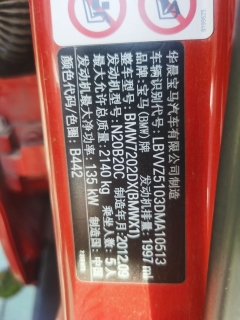 华晨宝马汽车有限公司制造
车辆识别代号: LBVVZ5103DMA10513
品牌: 宝马(BMW)牌 发动机排量: 1997 ml
整车型号: BMW7202DX(BMWX1)
发动机型号: N20B20C 制造年月: 2012.09
最大允许总质量: 2140 kg 乘坐人数: 5人
发动机最大净功率: 135 kW 制造国: 中国
颜色代码/色圈: B442